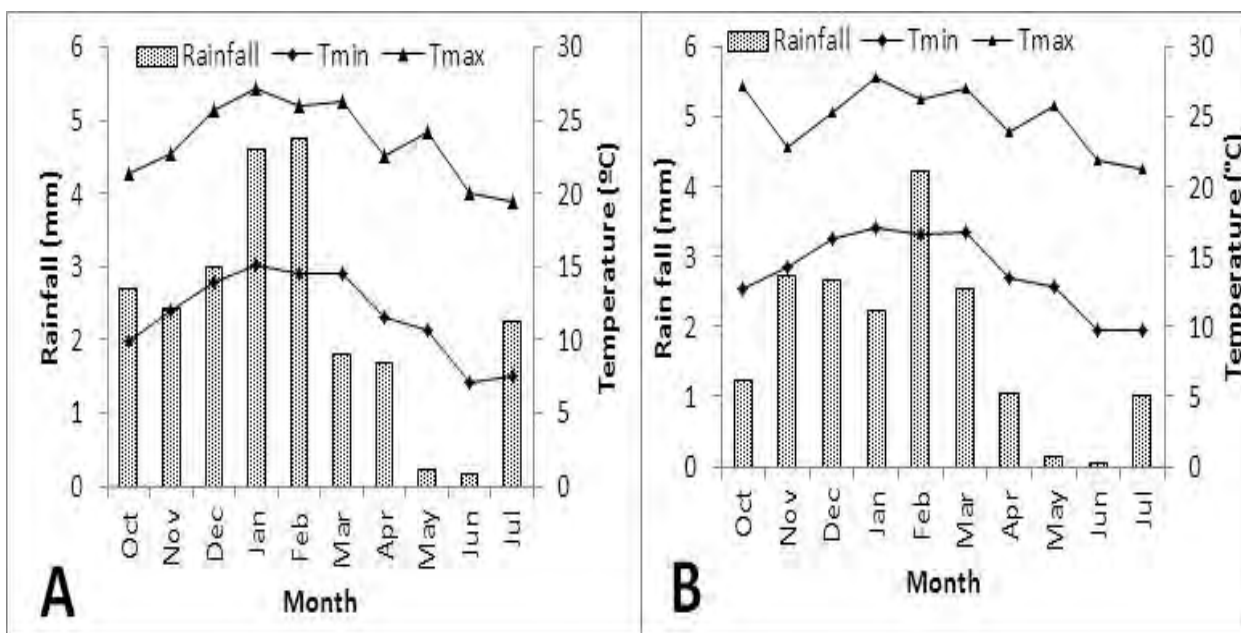 Rainfall Tmin Tmax
Rainfall (mm)
6
5
4
3
2
1
0
Temperature (ºC)
30
25
20
15
10
5
0
Oct
Nov
Dec
Jan
Feb
Mar
Apr
May
Jun
Jul
Month
A
Rainfall Tmin Tmax
Rain fall (mm)
6
5
4
3
2
1
0
Temperature (°C)
30
25
20
15
10
5
0
Oct
Nov
Dec
Jan
Feb
Mar
Apr
May
Jun
Jul
Month
B